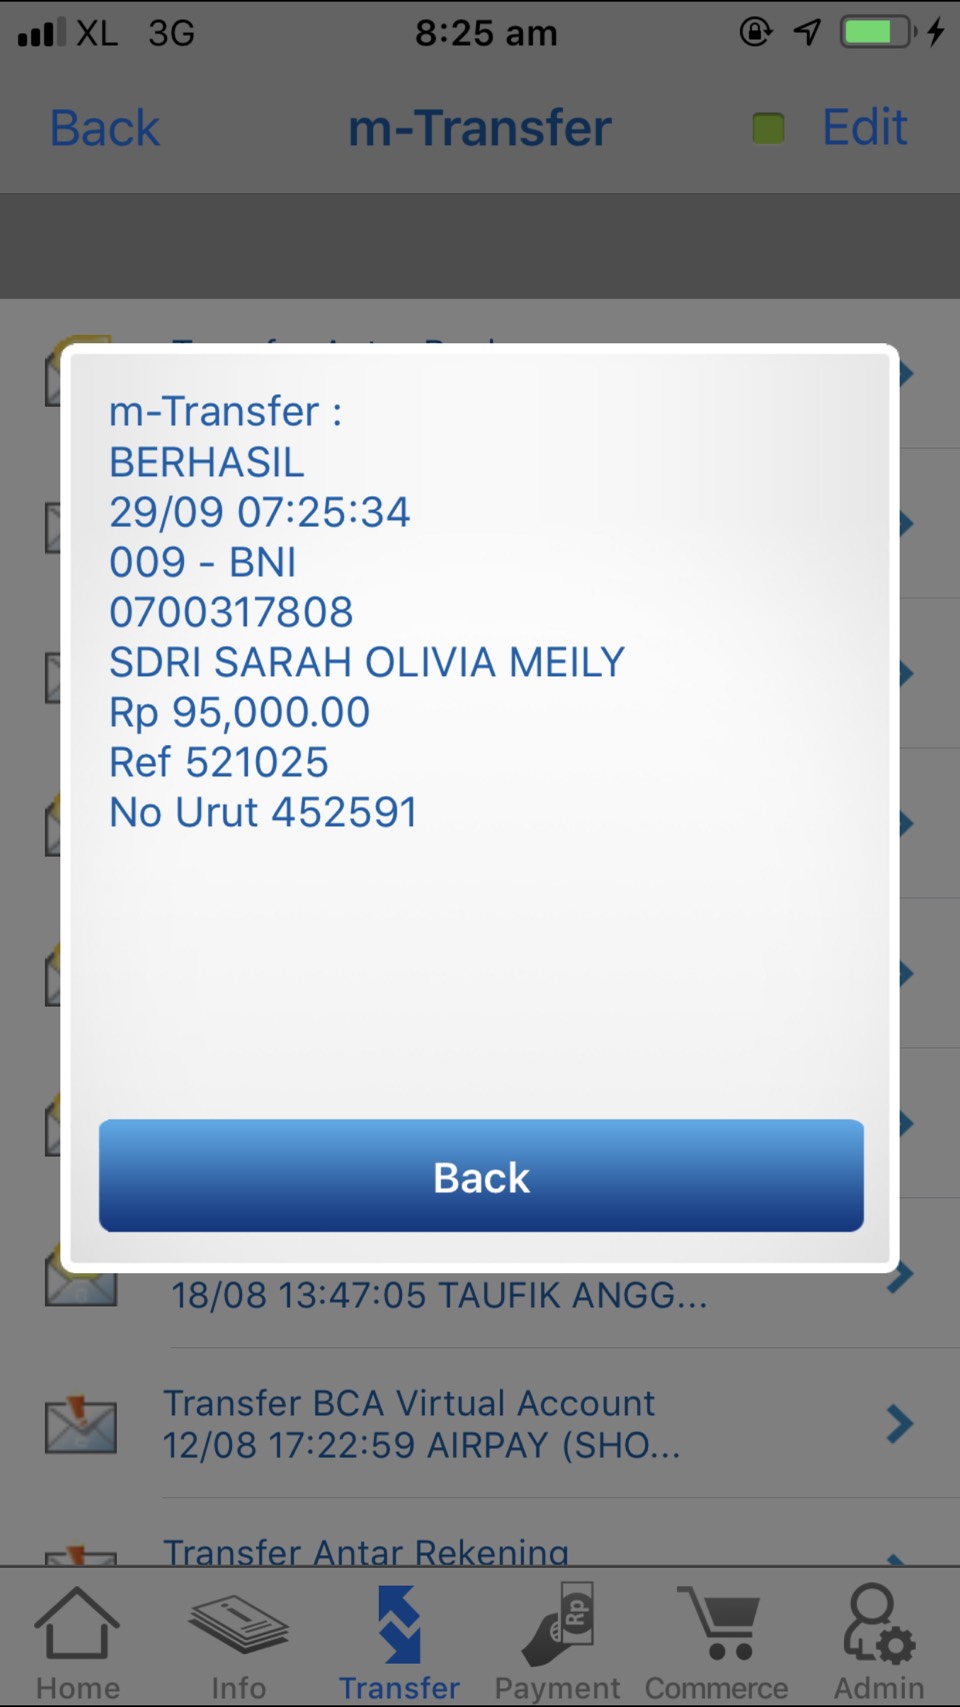 XL 3G 8:25 am
Back m-Transfer Edit
m-Transfer :
BERHASIL
29/09 07:25:34
009 - BNI
0700317808
SDRI SARAH OLIVIA MEILY
Rp 95,000.00
Ref 521025
No Urut 452591
Back
18/08 13:47:05 TAUFIK ANGG...
Transfer BCA Virtual Account
12/08 17:22:59 AIRPAY (SHO...
Transfer Antar Rekening
Rp
Home Info Transfer Payment Commerce Admin